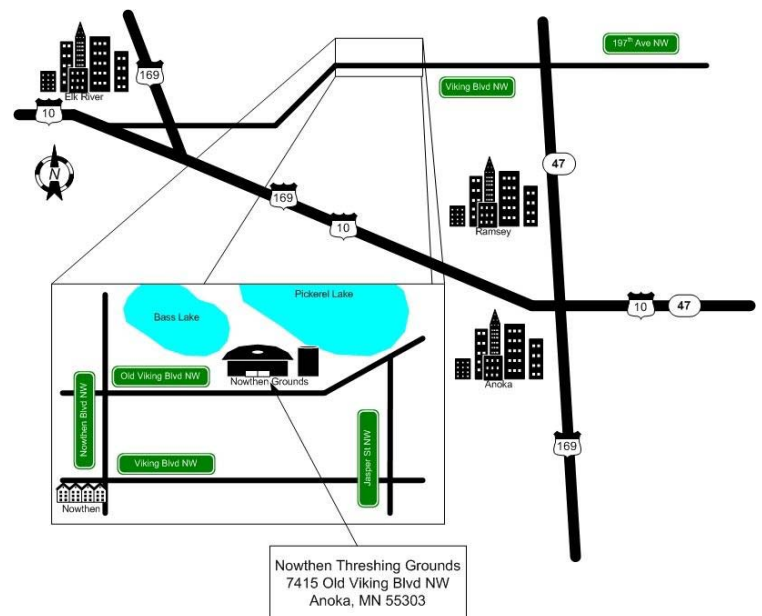 197th Ave NW
169
Viking Blvd NW
Elk River
10
N
47
169
Ramsey
10
Pickerel Lake
Bass Lake
10
47
Old Viking Blvd NW
Nowthen Grounds
Anoka
Nowthen Blvd NW
Jasper St NW
169
Viking Blvd NW
Nowthen
Nowthen Threshing Grounds
7415 Old Viking Blvd NW
Anoka, MN 55303